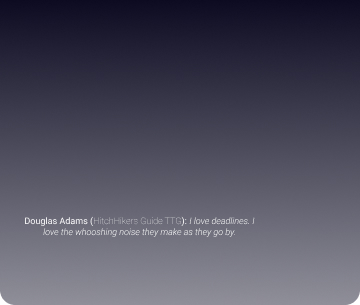 Douglas Adams (HitchHikers Guide TTG): I love deadlines. I
love the whooshing noise they make as they go by.